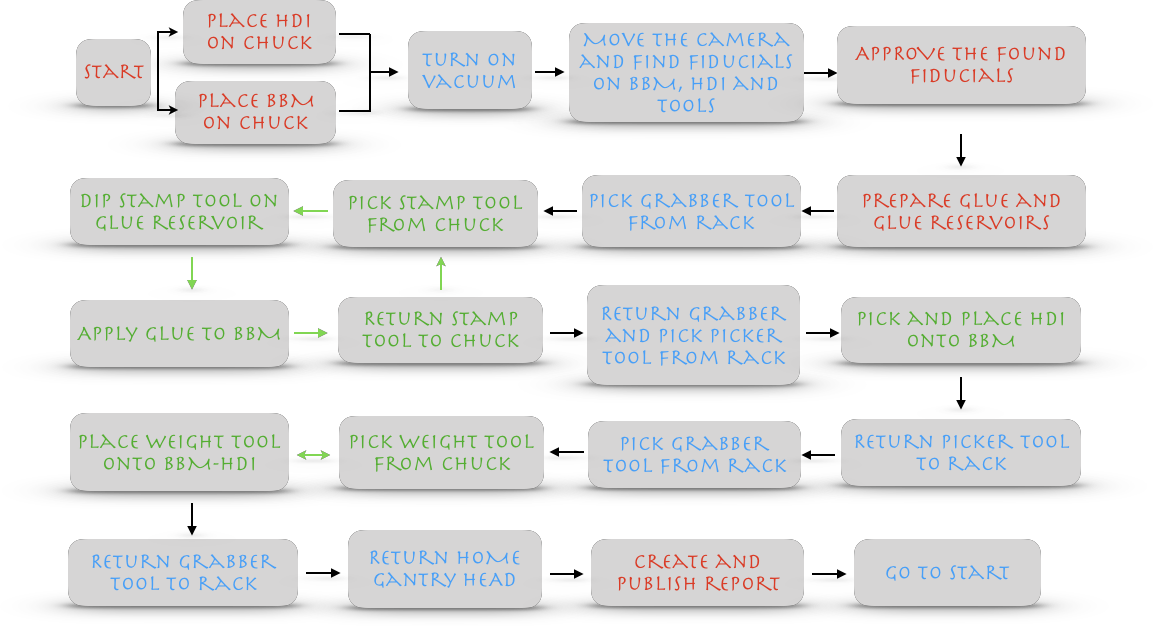 START
PLACE HDI
ON CHUCK
PLACE BBM
ON CHUCK
TURN ON
VACUUM
MOVE THE CAMERA
AND FIND FIDUCIALS
ON BBM, HDI AND
TOOLS
APPROVE THE FOUND
FIDUCIALS
PREPARE GLUE AND
GLUE RESERVOIRS
PICK GRABBER TOOL
FROM RACK
PICK STAMP TOOL
FROM CHUCK
DIP STAMP TOOL ON
GLUE RESERVOIR
APPLY GLUE TO BBM
RETURN STAMP
TOOL TO CHUCK
RETURN GRABBER
AND PICK PICKER
TOOL FROM RACK
PICK AND PLACE HDI
ONTO BBM
RETURN PICKER TOOL
TO RACK
PICK GRABBER
TOOL FROM RACK
PICK WEIGHT TOOL
FROM CHUCK
PLACE WEIGHT TOOL
ONTO BBM-HDI
RETURN GRABBER
TOOL TO RACK
RETURN HOME
GANTRY HEAD
CREATE AND
PUBLISH REPORT
GO TO START